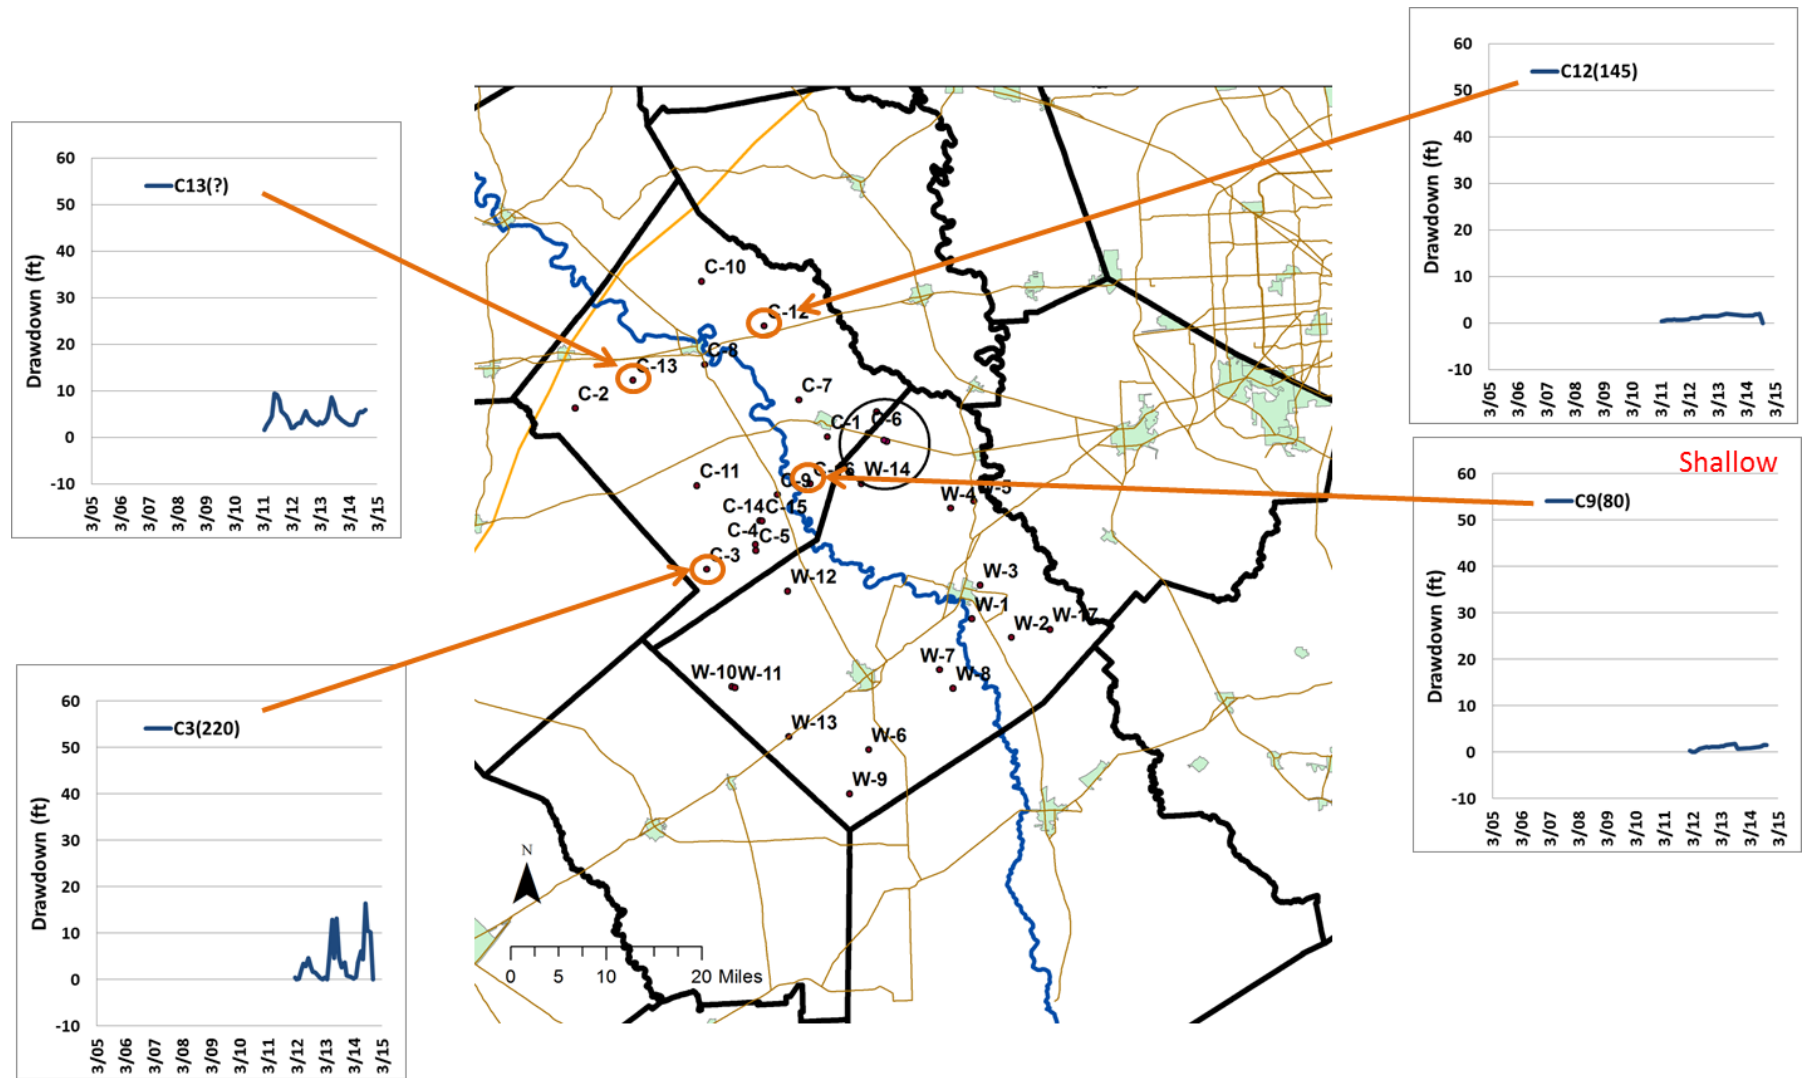 C13(?)
Drawdown (ft)
60
50
40
30
20
10
0
-10
3/05
3/06
3/07
3/08
3/09
3/10
3/11
3/12
3/13
3/14
3/15
C3(220)
Drawdown (ft)
60
50
40
30
20
10
0
-10
3/05
3/06
3/07
3/08
3/09
3/10
3/11
3/12
3/13
3/14
3/15
C-10
C-12
C-8
C-13
C-2
C-7
C-1
C-6
C-11
C-9
W-14
W-4
W-5
C-14
C-15
C-4
C-5
C-3
W-12
W-3
W-1
W-2
W-17
W-7
W-8
W-10
W-11
W-13
W-6
W-9
N
0 5 10 20 Miles
C12(145)
Drawdown (ft)
60
50
40
30
20
10
0
-10
3/05
3/06
3/07
3/08
3/09
3/10
3/11
3/12
3/13
3/14
3/15
Shallow
C9(80)
Drawdown (ft)
60
50
40
30
20
10
0
-10
3/05
3/06
3/07
3/08
3/09
3/10
3/11
3/12
3/13
3/14
3/15